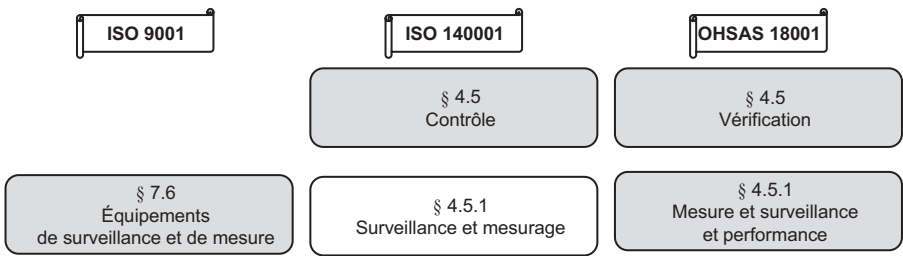 ISO 9001
ISO 140001
OHSAS 18001
§ 4.5
Contrôle
§ 4.5
Vérification
§ 7.6
Équipements
de surveillance et de mesure
§ 4.5.1
Surveillance et mesurage
§ 4.5.1
Mesure et surveillance
et performance